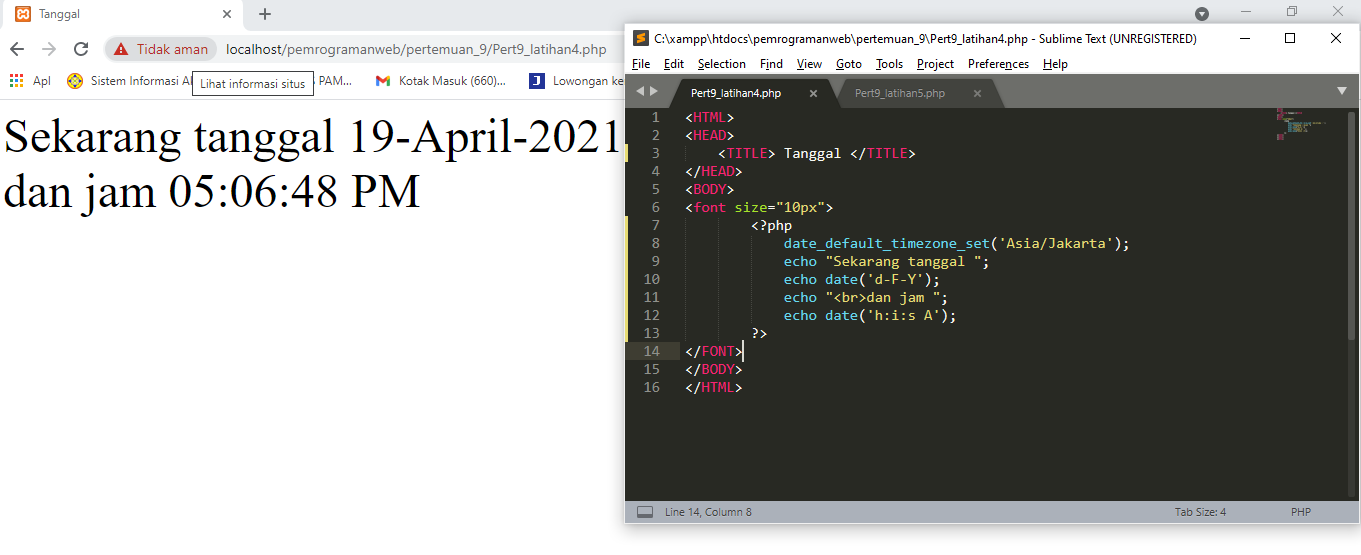 Tanggal
Tidak aman
localhost/pemrogramanweb/pertemuan_9/Pert9_latihan4.php
Apl
Sistem Informasi Al
PAM...
Kotak Masuk (660)...
Lowongan ke
Lihat informasi situs
Sekarang tanggal 19-April-2021
dan jam 05:06:48 PM
C:\xampp\htdocs\pemrogramanweb\pertemuan_9\Pert9_latihan4.php - Sublime Text (UNREGISTERED)
File Edit Selection Find View Goto Tools Project Preferences Help
Pert9_latihan4.php
Pert9_latihan5.php
1 <HTML>
2 <HEAD>
3 <TITLE> Tanggal </TITLE>
4 </HEAD>
5 <BODY>
6 <font size="10px">
7 <?php
8 date_default_timezone_set('Asia/Jakarta');
9 echo "Sekarang tanggal ";
10 echo date('d-F-Y');
11 echo "<br>dan jam ";
12 echo date('h:i:s A');
13 ?>
14 </FONT>
15 </BODY>
16 </HTML>
Line 14, Column 8
Tab Size: 4
PHP